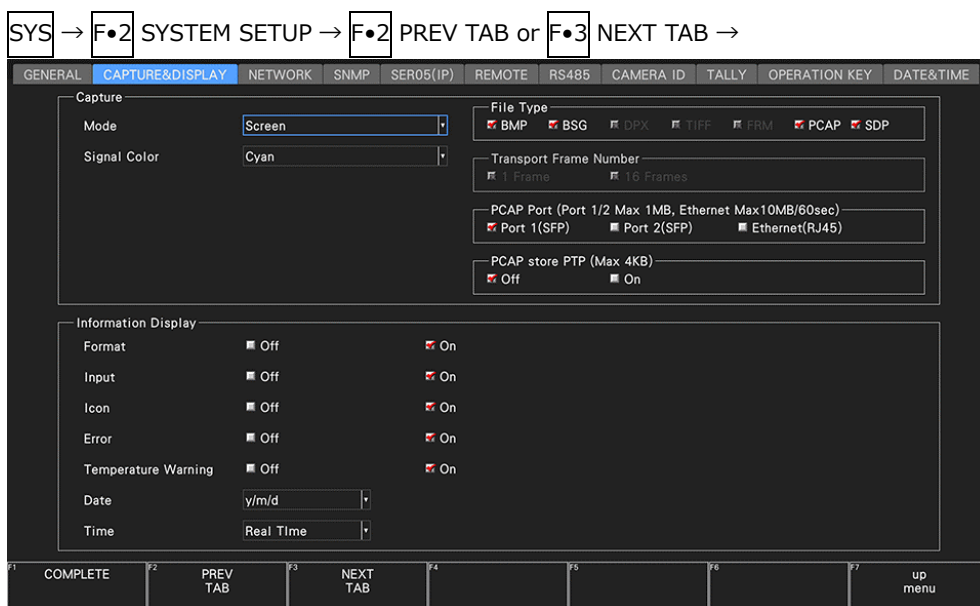 SYS → F•2 SYSTEM SETUP → F•2 PREV TAB or F•3 NEXT TAB →
GENERAL CAPTURE&DISPLAY NETWORK SNMP SER05(IP) REMOTE RS485 CAMERA ID TALLY OPERATION KEY DATE&TIME
Capture
Mode Screen
Signal Color Cyan
File Type
BMP BSG DPX TIFF FRM PCAP SDP
Transport Frame Number
1 Frame 16 Frames
PCAP Port (Port 1/2 Max 1MB, Ethernet Max10MB/60sec)
Port 1(SFP) Port 2(SFP) Ethernet(RJ45)
PCAP store PTP (Max 4KB)
Off On
Information Display
Format Off On
Input Off On
Icon Off On
Error Off On
Temperature Warning Off On
Date y/m/d
Time Real TIme
F1 COMPLETE F2 PREV F3 NEXT F4 F5 F6 F7 up
TAB TAB menu